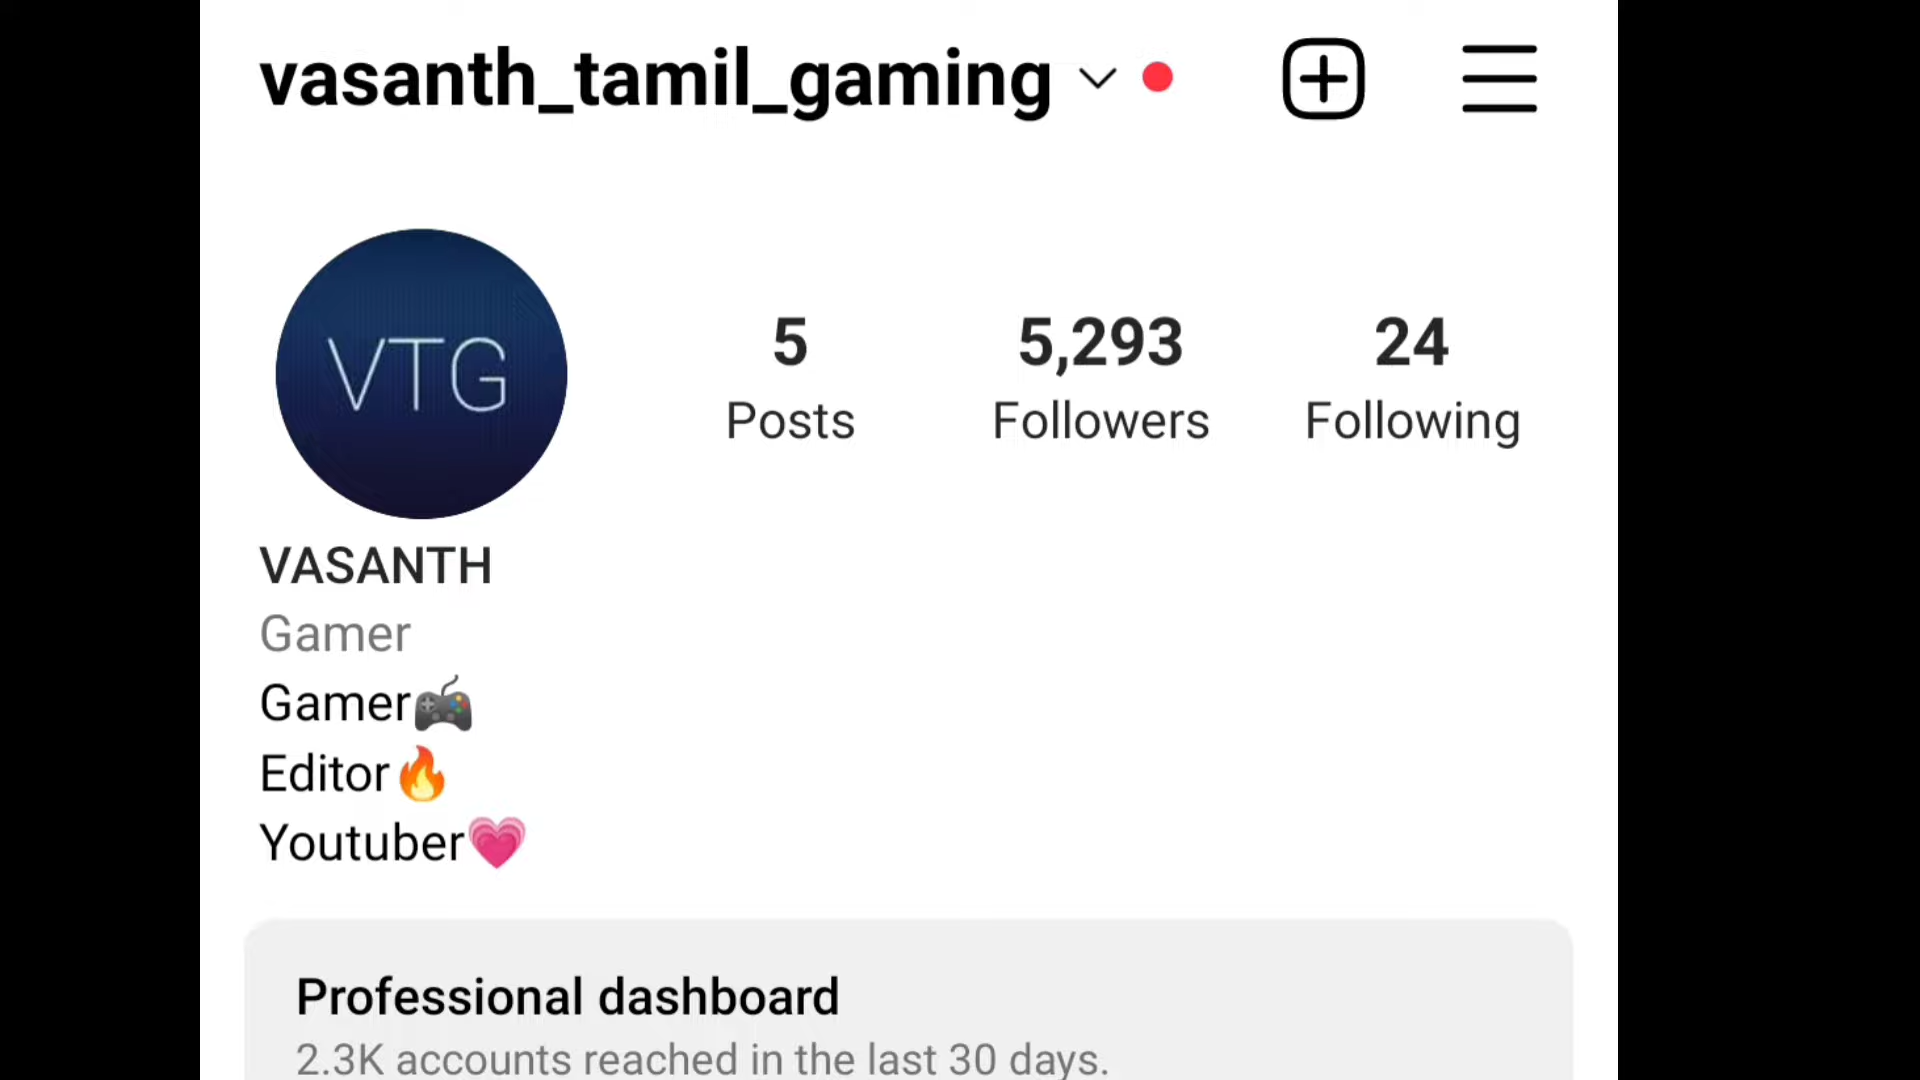 vasanth_tamil_gaming
VTG
5 5,293 24
Posts Followers Following
VASANTH
Gamer
Gamer🎮
Editor🔥
Youtuber💗
Professional dashboard
2.3K accounts reached in the last 30 days.